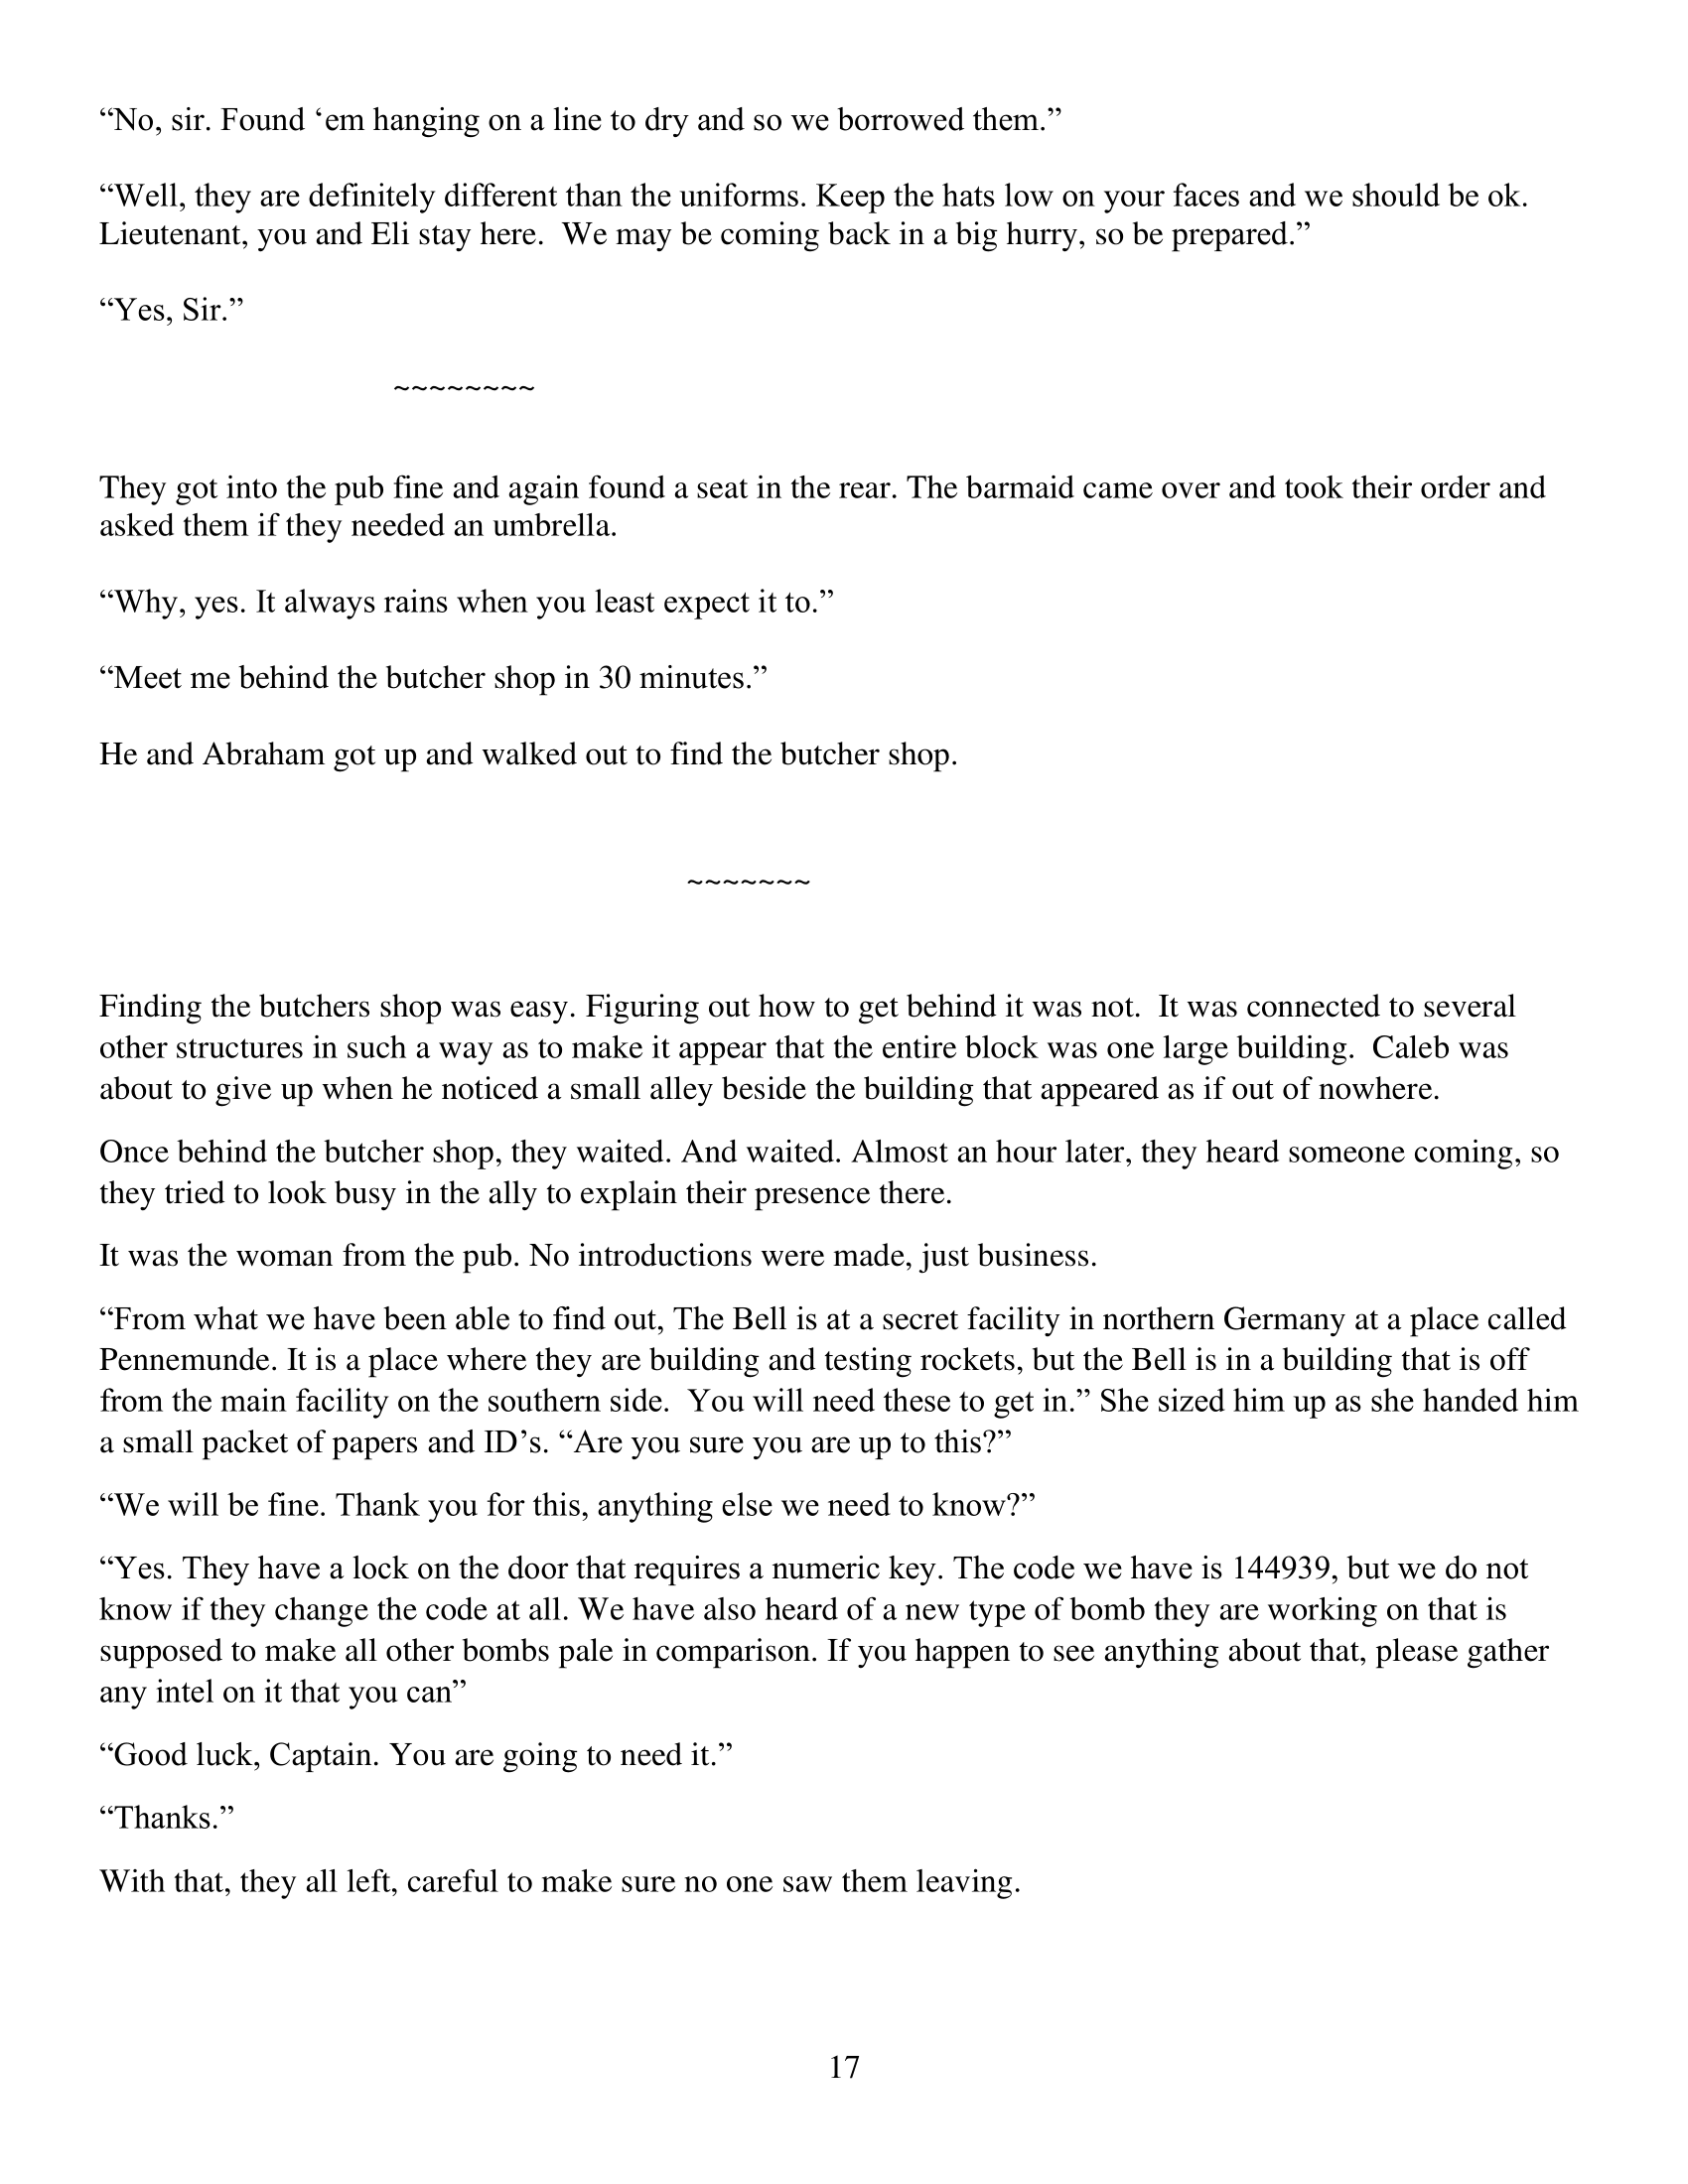 “No, sir. Found ‘em hanging on a line to dry and so we borrowed them.”
“Well, they are definitely different than the uniforms. Keep the hats low on your faces and we should be ok.
Lieutenant, you and Eli stay here.  We may be coming back in a big hurry, so be prepared.”
“Yes, Sir.”
~~~~~~~~
They got into the pub fine and again found a seat in the rear. The barmaid came over and took their order and
asked them if they needed an umbrella.
“Why, yes. It always rains when you least expect it to.”
“Meet me behind the butcher shop in 30 minutes.”
He and Abraham got up and walked out to find the butcher shop.
~~~~~~~
Finding the butchers shop was easy. Figuring out how to get behind it was not.  It was connected to several
other structures in such a way as to make it appear that the entire block was one large building.  Caleb was
about to give up when he noticed a small alley beside the building that appeared as if out of nowhere.
Once behind the butcher shop, they waited. And waited. Almost an hour later, they heard someone coming, so
they tried to look busy in the ally to explain their presence there.
It was the woman from the pub. No introductions were made, just business.
“From what we have been able to find out, The Bell is at a secret facility in northern Germany at a place called
Pennemunde. It is a place where they are building and testing rockets, but the Bell is in a building that is off
from the main facility on the southern side.  You will need these to get in.” She sized him up as she handed him
a small packet of papers and ID’s. “Are you sure you are up to this?”
“We will be fine. Thank you for this, anything else we need to know?”
“Yes. They have a lock on the door that requires a numeric key. The code we have is 144939, but we do not
know if they change the code at all. We have also heard of a new type of bomb they are working on that is
supposed to make all other bombs pale in comparison. If you happen to see anything about that, please gather
any intel on it that you can”
“Good luck, Captain. You are going to need it.”
“Thanks.”
With that, they all left, careful to make sure no one saw them leaving.
17